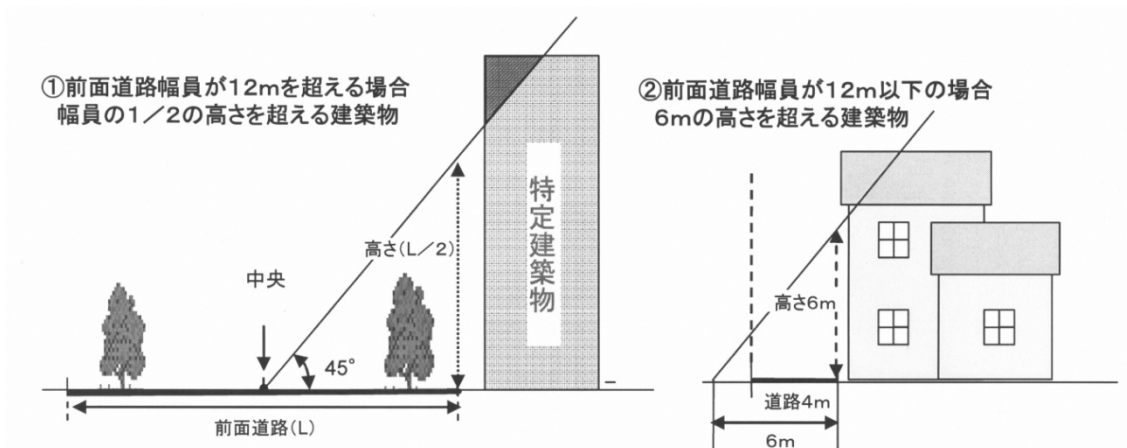 ①前面道路幅員が12mを超える場合
幅員の1/2の高さを超える建築物
中央
45°
高さ(L/2)
前面道路(L)
特定建築物
②前面道路幅員が12m以下の場合
6mの高さを超える建築物
高さ6m
道路4m
6m